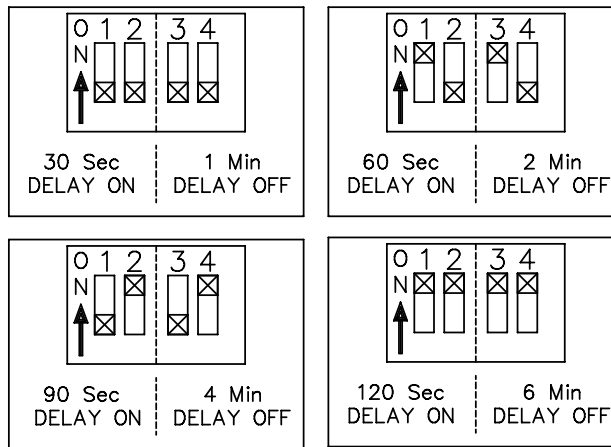 O 1 2 3 4
N
30 Sec 1 Min
DELAY ON DELAY OFF
O 1 2 3 4
N
60 Sec 2 Min
DELAY ON DELAY OFF
O 1 2 3 4
N
90 Sec 4 Min
DELAY ON DELAY OFF
O 1 2 3 4
N
120 Sec 6 Min
DELAY ON DELAY OFF